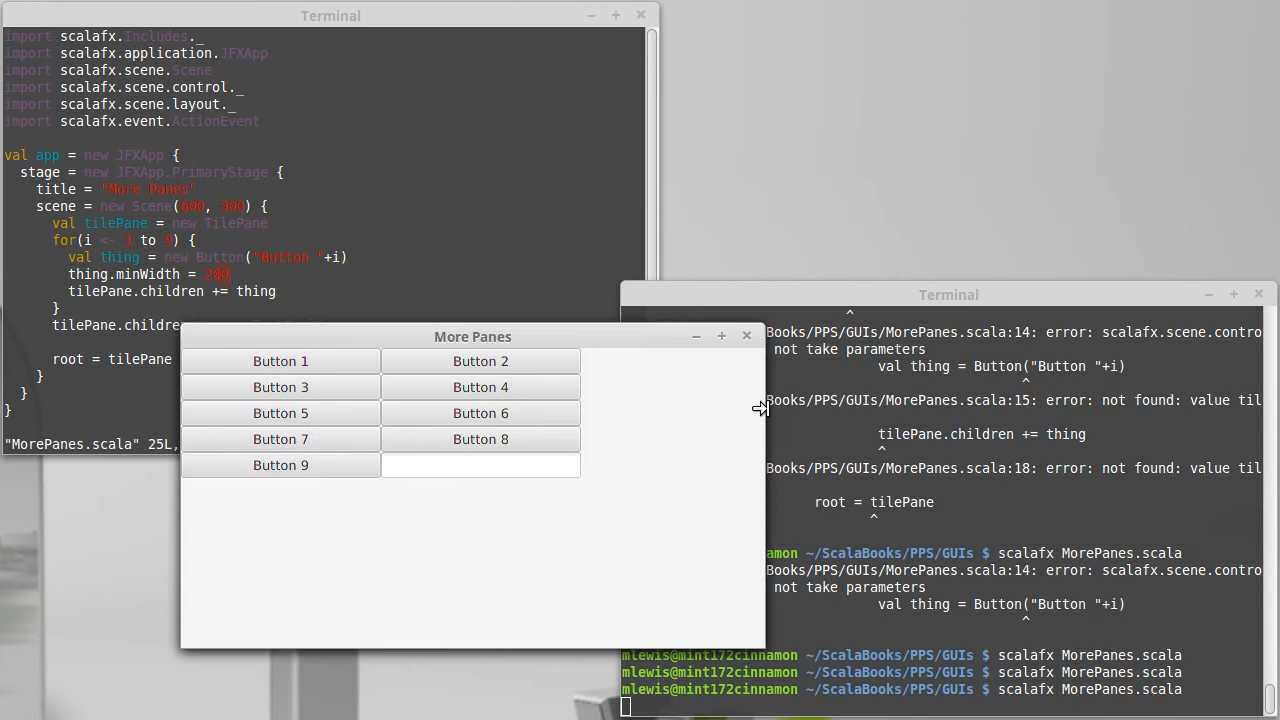 Terminal
import scalafx.Includes._
import scalafx.application.JFXApp
import scalafx.scene.Scene
import scalafx.scene.control._
import scalafx.scene.layout._
import scalafx.event.ActionEvent
val app = new JFXApp {
stage = new JFXApp.PrimaryStage {
title = "More Panes"
scene = new Scene(600, 300) {
val tilePane = new TilePane
for(i <- 1 to 9) {
val thing = new Button("Button "+i)
thing.minWidth = 200
tilePane.children += thing
}
tilePane.childre
root = tilePane
}
}
}
"MorePanes.scala" 25L,
More Panes
Button 1
Button 2
Button 3
Button 4
Button 5
Button 6
Button 7
Button 8
Button 9
Terminal
^
Books/PPS/GUIs/MorePanes.scala:14: error: scalafx.scene.contro
not take parameters
val thing = Button("Button "+i)
^
Books/PPS/GUIs/MorePanes.scala:15: error: not found: value til
tilePane.children += thing
^
Books/PPS/GUIs/MorePanes.scala:18: error: not found: value til
root = tilePane
^
amon ~/ScalaBooks/PPS/GUIs $ scalafx MorePanes.scala
Books/PPS/GUIs/MorePanes.scala:14: error: scalafx.scene.contro
not take parameters
val thing = Button("Button "+i)
^
mlewis@mint172cinnamon ~/ScalaBooks/PPS/GUIs $ scalafx MorePanes.scala
mlewis@mint172cinnamon ~/ScalaBooks/PPS/GUIs $ scalafx MorePanes.scala
mlewis@mint172cinnamon ~/ScalaBooks/PPS/GUIs $ scalafx MorePanes.scala